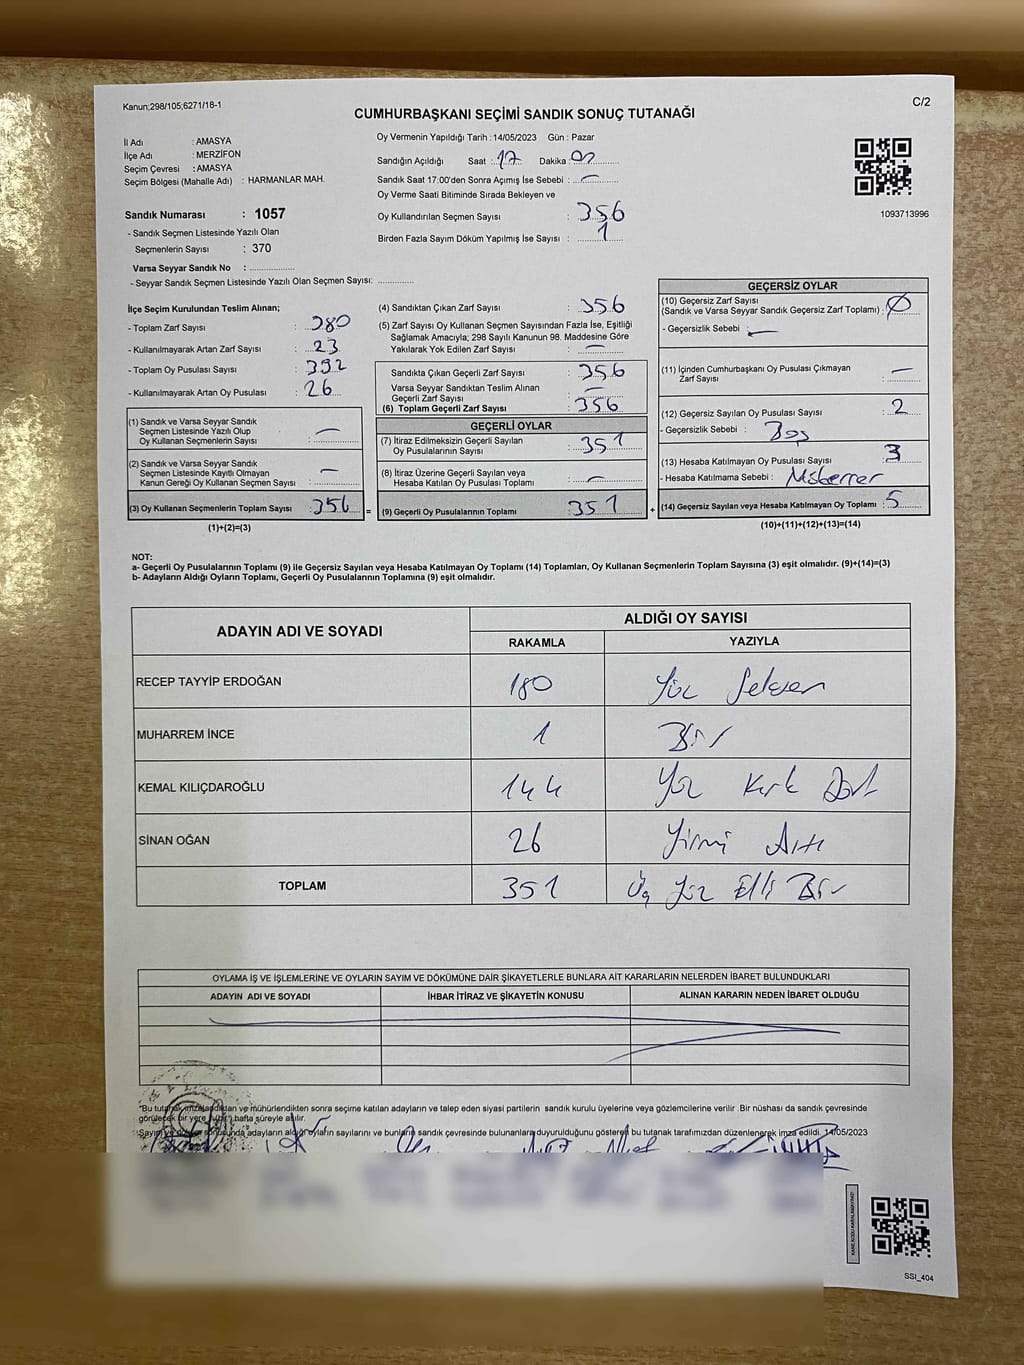 Kanun;298/105;6271/18-1
C/2
CUMHURBAŞKANI SEÇİMİ SANDIK SONUÇ TUTANAĞI
İl Adı : AMASYA
İlçe Adı : MERZİFON
Seçim Çevresi : AMASYA
Seçim Bölgesi (Mahalle Adı) : HARMANLAR MAH.
Sandık Numarası : 1057
- Sandık Seçmen Listesinde Yazılı Olan
Seçmenlerin Sayısı : 370
Varsa Seyyar Sandık No : ...............
- Seyyar Sandık Seçmen Listesinde Yazılı Olan Seçmen Sayısı: ............
Oy Vermenin Yapıldığı Tarih : 14/05/2023 Gün : Pazar
Sandığın Açıldığı Saat : 17 Dakika :
Sandık Saat 17:00'den Sonra Açımış İse Sebebi : —
Oy Verme Saati Bitiminde Sırada Bekleyen ve
Oy Kullandırılan Seçmen Sayısı : 356
Birden Fazla Sayım Döküm Yapılmış İse Sayısı : 1
1093713996
İlçe Seçim Kurulundan Teslim Alınan;
- Toplam Zarf Sayısı : 380
- Kullanılmayarak Artan Zarf Sayısı : 23
- Toplam Oy Pusulası Sayısı : 392
- Kullanılmayarak Artan Oy Pusulası : 26
(1) Sandık ve Varsa Seyyar Sandık
Seçmen Listesinde Yazılı Olup
Oy Kullanan Seçmenlerin Sayısı : —
(2) Sandık ve Varsa Seyyar Sandık
Seçmen Listesinde Kayıtlı Olmayan
Kanun Gereği Oy Kullanan Seçmen Sayısı : —
(3) Oy Kullanan Seçmenlerin Toplam Sayısı : 356 =
(1)+(2)=(3)
(4) Sandıktan Çıkan Zarf Sayısı : 356
(5) Zarf Sayısı Oy Kullanan Seçmen Sayısından Fazla İse, Eşitliği
Sağlamak Amacıyla; 298 Sayılı Kanunun 98. Maddesine Göre
Yakılarak Yok Edilen Zarf Sayısı : —
Sandıkta Çıkan Geçerli Zarf Sayısı : 356
Varsa Seyyar Sandıktan Teslim Alınan
Geçerli Zarf Sayısı : —
(6) Toplam Geçerli Zarf Sayısı : 356
GEÇERLİ OYLAR
(7) İtiraz Edilmeksizin Geçerli Sayılan
Oy Pusulalarının Sayısı : 351
(8) İtiraz Üzerine Geçerli Sayılan veya
Hesaba Katılan Oy Pusulası Toplamı : —
(9) Geçerli Oy Pusulalarının Toplamı : 351 +
GEÇERSİZ OYLAR
(10) Geçersiz Zarf Sayısı
(Sandık ve Varsa Seyyar Sandık Geçersiz Zarf Toplamı) : Ø
- Geçersizlik Sebebi : —
(11) İçinden Cumhurbaşkanı Oy Pusulası Çıkmayan
Zarf Sayısı : —
(12) Geçersiz Sayılan Oy Pusulası Sayısı : 2
- Geçersizlik Sebebi : Boş
(13) Hesaba Katılmayan Oy Pusulası Sayısı : 3
- Hesaba Katılmama Sebebi : Mükerrer
(14) Geçersiz Sayılan veya Hesaba Katılmayan Oy Toplamı : 5
(10)+(11)+(12)+(13)=(14)
NOT:
a- Geçerli Oy Pusulalarının Toplamı (9) ile Geçersiz Sayılan veya Hesaba Katılmayan Oy Toplamı (14) Toplamları, Oy Kullanan Seçmenlerin Toplam Sayısına (3) eşit olmalıdır. (9)+(14)=(3)
b- Adayların Aldığı Oyların Toplamı, Geçerli Oy Pusulalarının Toplamına (9) eşit olmalıdır.
ADAYIN ADI VE SOYADI ALDIĞI OY SAYISI
RAKAMLA YAZIYLA
RECEP TAYYİP ERDOĞAN 180 Yüz Seksen
MUHARREM İNCE 1 Bir
KEMAL KILIÇDAROĞLU 144 Yüz Kırk Dört
SİNAN OĞAN 26 Yirmi Altı
TOPLAM 351 Üç Yüz Elli Bir
OYLAMA İŞ VE İŞLEMLERİNE VE OYLARIN SAYIM VE DÖKÜMÜNE DAİR ŞİKAYETLERLE BUNLARA AİT KARARLARIN NELERDEN İBARET BULUNDUKLARI
ADAYIN ADI VE SOYADI İHBAR İTİRAZ VE ŞİKAYETİN KONUSU ALINAN KARARIN NEDEN İBARET OLDUĞU
"Bu tutanak imzalandıktan ve mühürlendikten sonra seçime katılan adayların ve talep eden siyasi partilerin sandık kurulu üyelerine veya gözlemcilerine verilir .Bir nüshası da sandık çevresinde
görülecek bir yere bir hafta süreyle asılır.
Sayım ve döküm sonucunda adayların aldığı oyların sayılarını ve bunların sandık çevresinde bulunanlara duyurulduğunu gösterir bu tutanak tarafımızdan düzenlenerek imza edildi. 14/05/2023
SSI_404